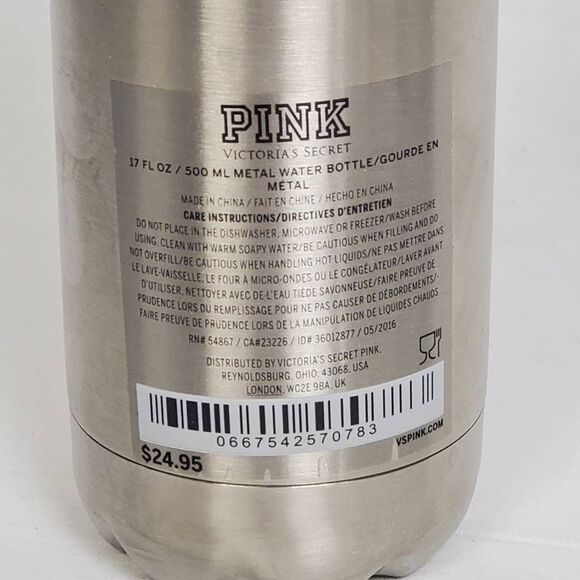 PINK
VICTORIA'S SECRET
17 FL OZ / 500 ML METAL WATER BOTTLE/GOURDE EN
MÉTAL
MADE IN CHINA / FAIT EN CHINE / HECHO EN CHINA
CARE INSTRUCTIONS/DIRECTIVES D'ENTRETIEN
DO NOT PLACE IN THE DISHWASHER, MICROWAVE OR FREEZER/WASH BEFORE
USING, CLEAN WITH WARM SOAPY WATER/BE CAUTIOUS WHEN FILLING AND DO
NOT OVERFILL/BE CAUTIOUS WHEN HANDLING HOT LIQUIDS/NE PAS METTRE DANS
LE LAVE-VAISSELLE, LE FOUR À MICRO-ONDES OU LE CONGÉLATEUR/LAVER AVANT
D'UTILISER, NETTOYER AVEC DE L'EAU TIÈDE SAVONNEUSE/FAIRE PREUVE DE
PRUDENCE LORS DU REMPLISSAGE POUR NE PAS CAUSER DE DÉBORDEMENTS/
FAIRE PREUVE DE PRUDENCE LORS DE LA MANIPULATION DE LIQUIDES CHAUDS
RN# 54867 / CA#23226 / ID# 36012877 / 05/2016
DISTRIBUTED BY VICTORIA'S SECRET PINK,
REYNOLDSBURG, OHIO, 43068, USA
LONDON, WC2E 9BA, UK
0667542570783
$24.95
VSPINK.COM